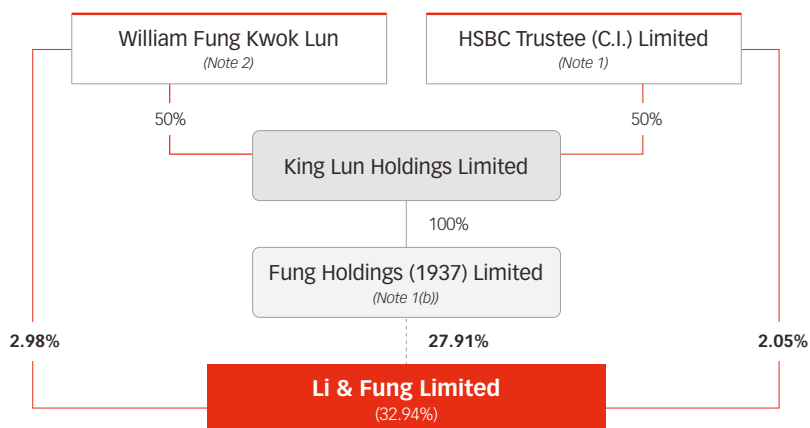 William Fung Kwok Lun
(Note 2)
HSBC Trustee (C.I.) Limited
(Note 1)
50%
50%
King Lun Holdings Limited
100%
Fung Holdings (1937) Limited
(Note 1(b))
2.98%
27.91%
2.05%
Li & Fung Limited
(32.94%)